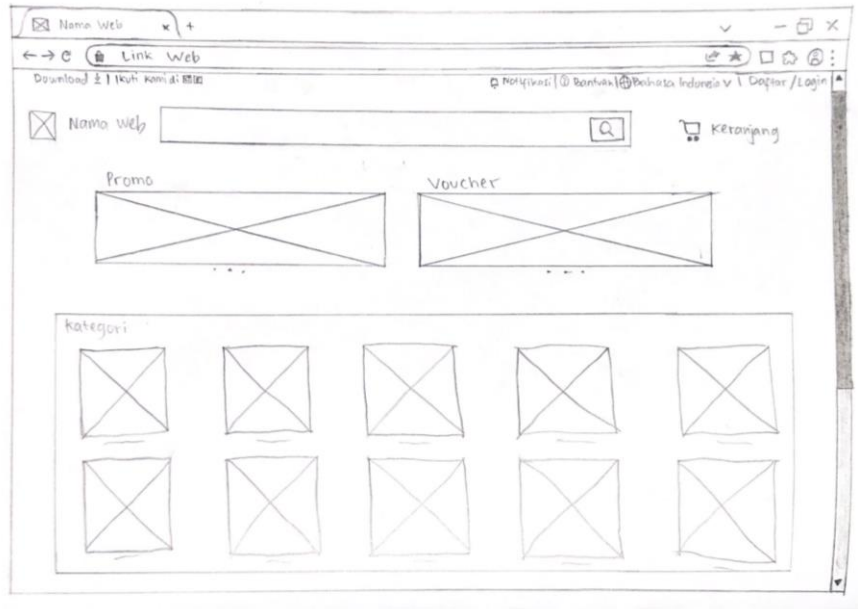 Nama Web
Link Web
Download | Ikuti Kami di
Notifikasi | Bantuan | Bahasa Indonesia | Daftar / Login
Nama Web
Keranjang
Promo
Voucher
Kategori